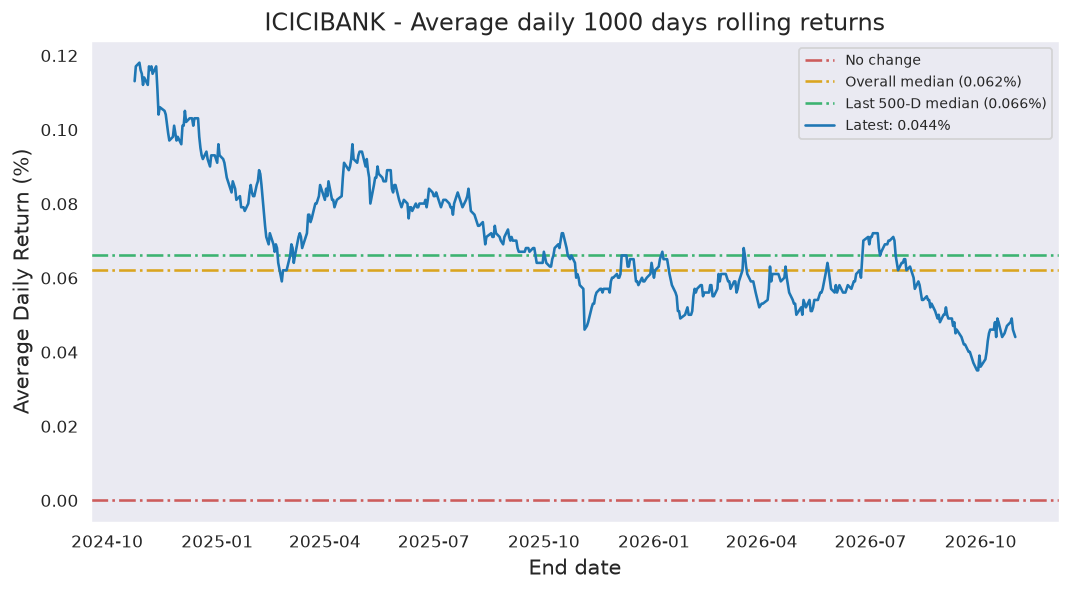 ICICIBANK - Average daily 1000 days rolling returns
No change
Overall median (0.062%)
Last 500-D median (0.066%)
Latest: 0.044%
Average Daily Return (%)
0.12
0.10
0.08
0.06
0.04
0.02
0.00
2024-10 2025-01 2025-04 2025-07 2025-10 2026-01 2026-04 2026-07 2026-10
End date